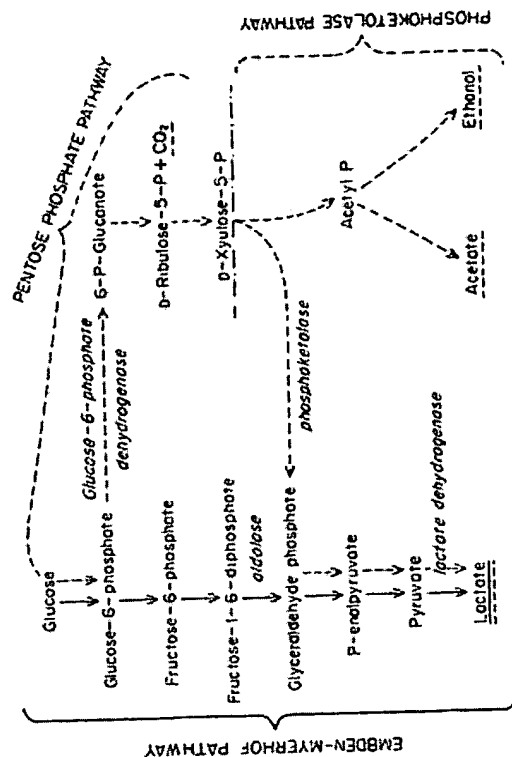 PENTOSE PHOSPHATE PATHWAY
Glucose
Glucose-6-phosphate
Glucose-6-phosphate
dehydrogenase
6-P-Gluconate
Fructose-6-phosphate
D-Ribulose-5-P + CO2
Fructose-1-6-diphosphate
D-Xyulose-5-P
aldolase
Glyceraldehyde phosphate
phosphoketolase
Acetyl P
P-enolpyruvate
Pyruvate
lactate dehydrogenase
Lactate
Acetate
Ethanol
EMBDEN-MYERHOF PATHWAY
PHOSPHOKETOLASE PATHWAY